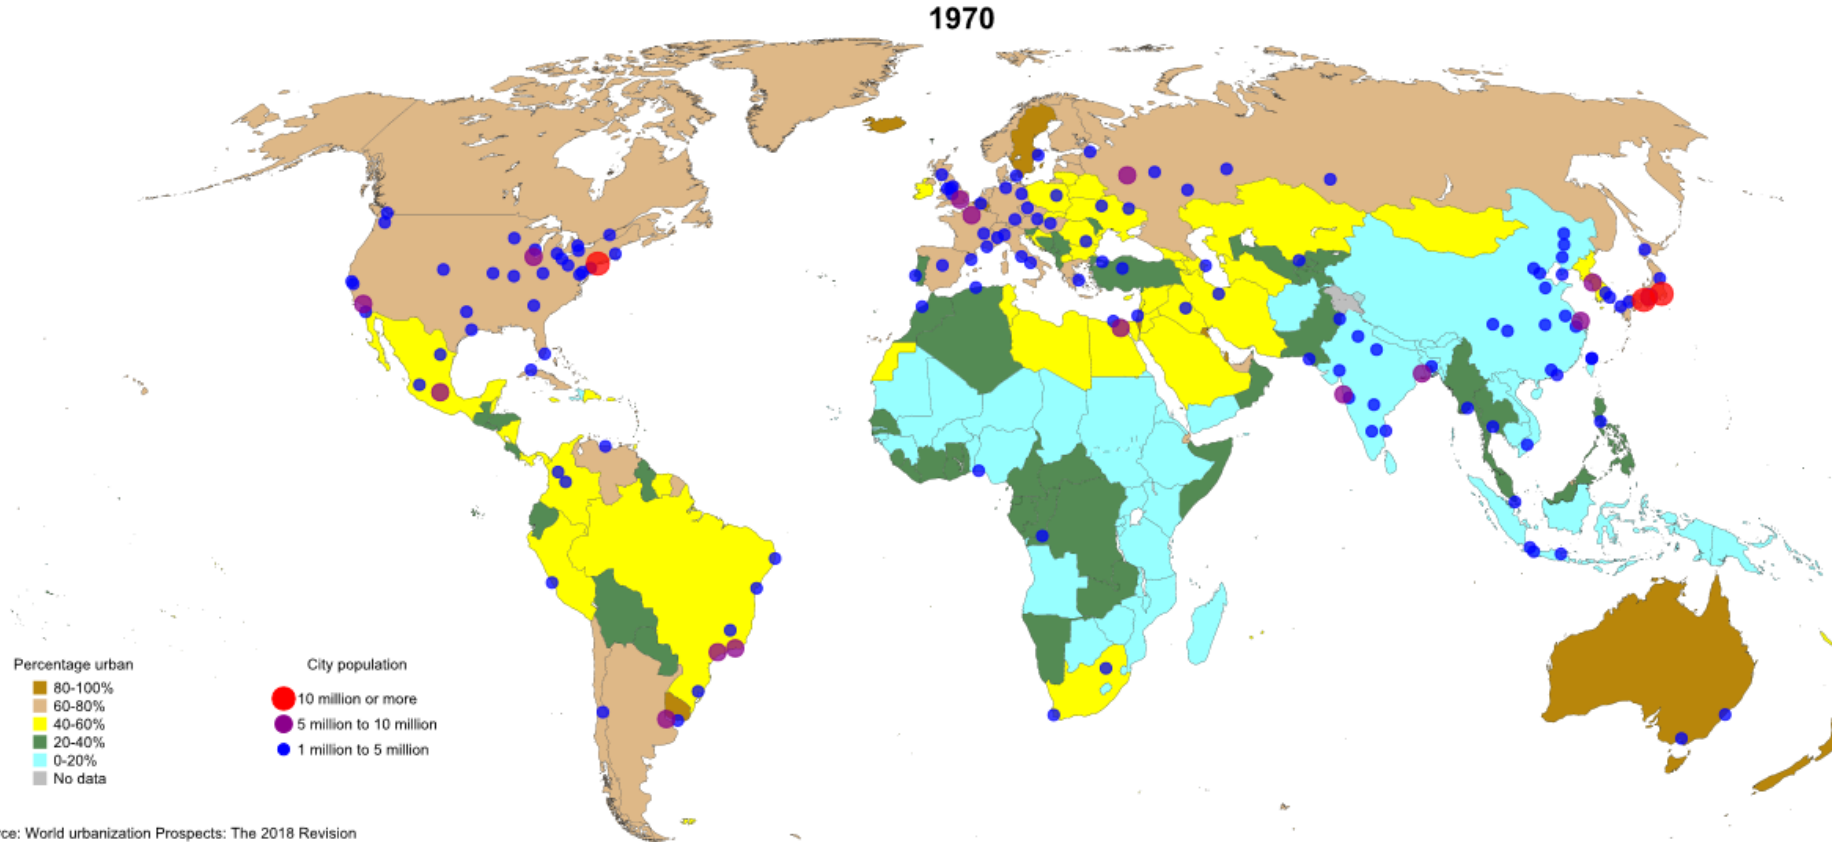 1970
Percentage urban
80-100%
60-80%
40-60%
20-40%
0-20%
No data
City population
10 million or more
5 million to 10 million
1 million to 5 million
rce: World urbanization Prospects: The 2018 Revision